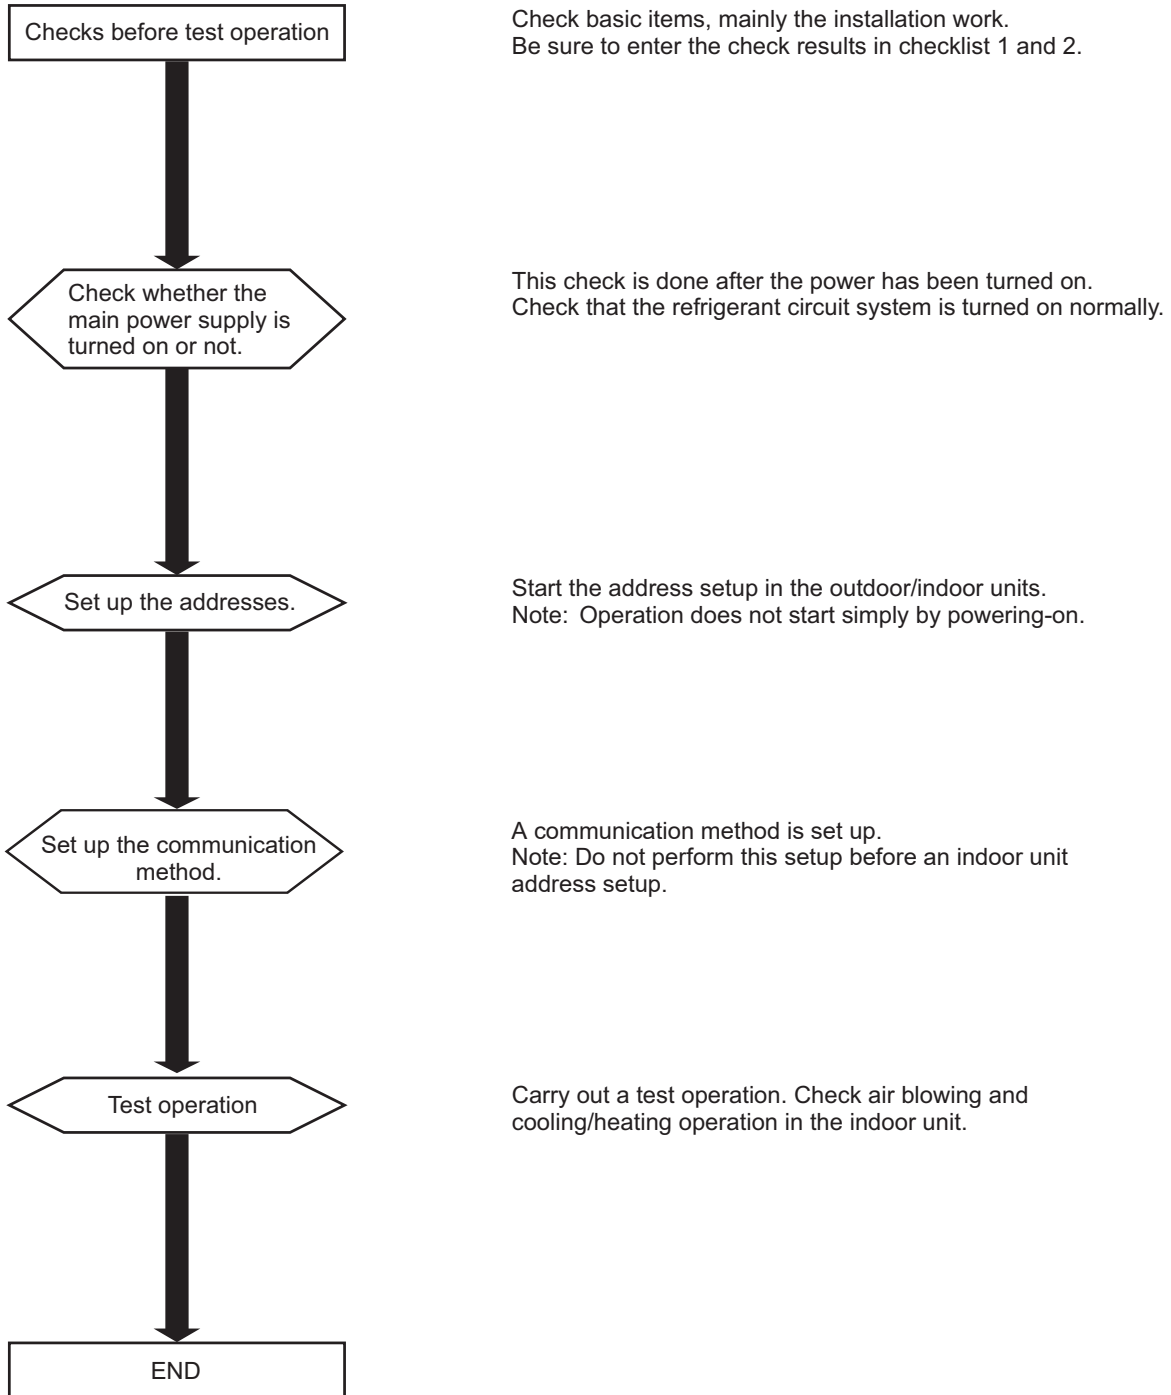 Checks before test operation
Check basic items, mainly the installation work.
Be sure to enter the check results in checklist 1 and 2.
Check whether the
main power supply is
turned on or not.
This check is done after the power has been turned on.
Check that the refrigerant circuit system is turned on normally.
Set up the addresses.
Start the address setup in the outdoor/indoor units.
Note: Operation does not start simply by powering-on.
Set up the communication
method.
A communication method is set up.
Note: Do not perform this setup before an indoor unit
address setup.
Test operation
Carry out a test operation. Check air blowing and
cooling/heating operation in the indoor unit.
END